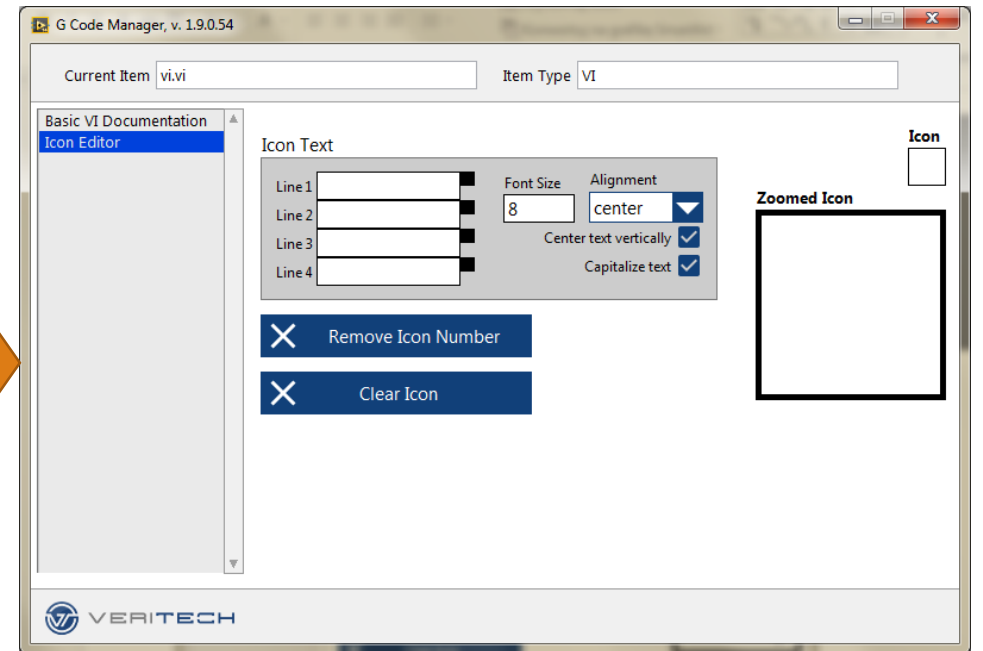 G Code Manager, v. 1.9.0.54
Current Item vi.vi Item Type VI
Basic VI Documentation
Icon Editor
Icon Text
Line 1
Line 2
Line 3
Line 4
Font Size
8
Alignment
center
Center text vertically
Capitalize text
Remove Icon Number
Clear Icon
Icon
Zoomed Icon
VERITECH